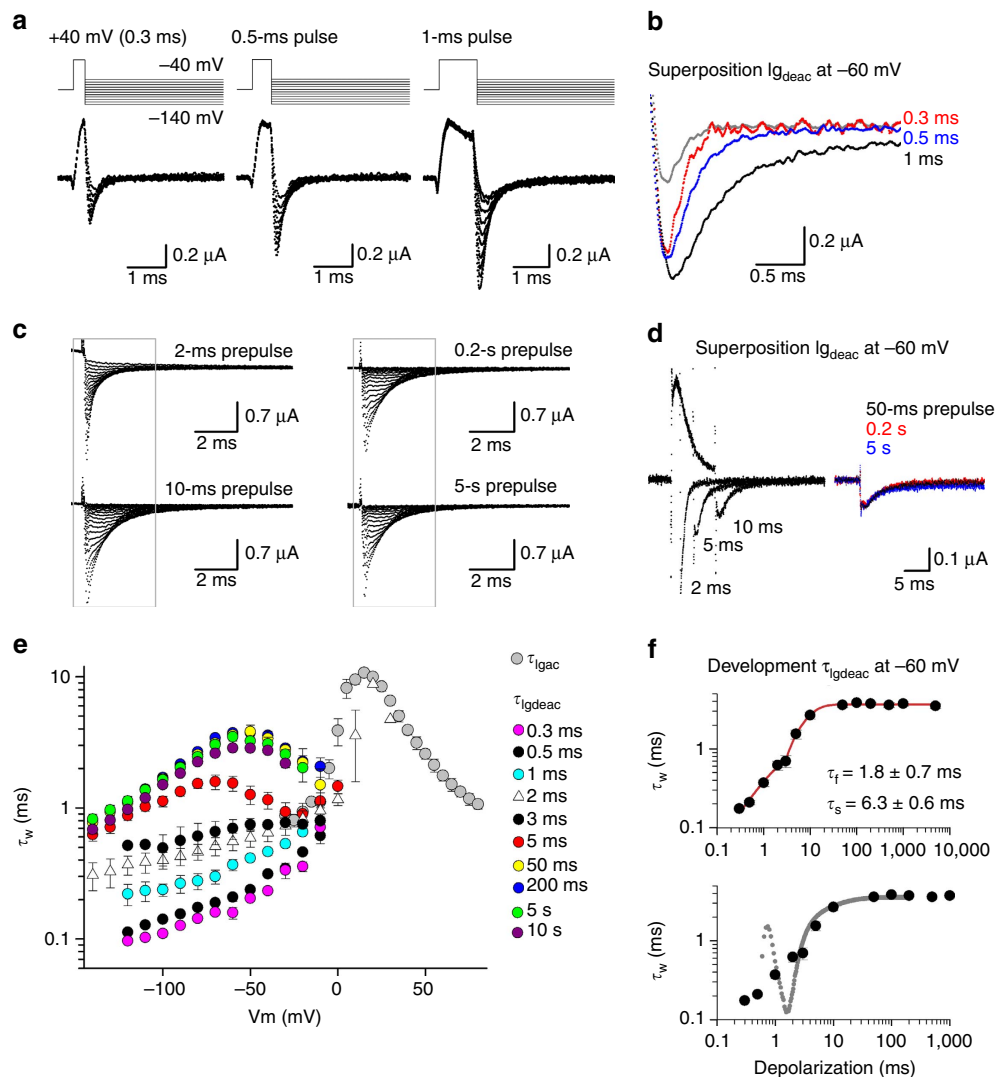 a
+40 mV (0.3 ms)
0.5-ms pulse
1-ms pulse
–40 mV
–140 mV
0.2 μA
1 ms
0.2 μA
1 ms
0.2 μA
1 ms
b
Superposition Ig_deac at –60 mV
0.3 ms
0.5 ms
1 ms
0.2 μA
0.5 ms
c
2-ms prepulse
0.7 μA
2 ms
0.2-s prepulse
0.7 μA
2 ms
10-ms prepulse
0.7 μA
2 ms
5-s prepulse
0.7 μA
2 ms
d
Superposition Ig_deac at –60 mV
50-ms prepulse
0.2 s
5 s
10 ms
5 ms
2 ms
0.1 μA
5 ms
e
10
1
0.1
τ_w (ms)
–100
–50
0
50
Vm (mV)
τ_Igac
τ_Igdeac
0.3 ms
0.5 ms
1 ms
2 ms
3 ms
5 ms
50 ms
200 ms
5 s
10 s
f
Development τ_Igdeac at –60 mV
τ_w (ms)
1
0.1
τ_f = 1.8 ± 0.7 ms
τ_s = 6.3 ± 0.6 ms
0.1
1
10
100
1,000
10,000
τ_w (ms)
1
0.1
0.1
1
10
100
1,000
Depolarization (ms)